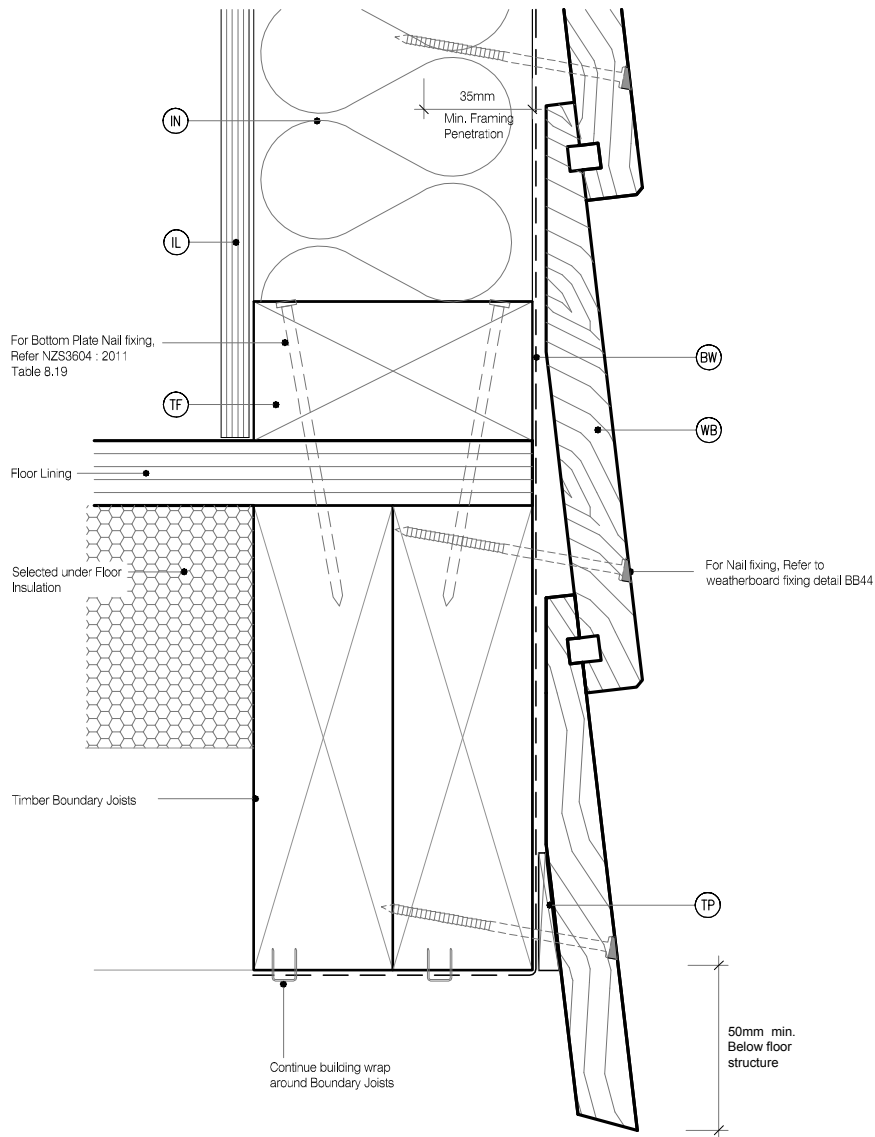 35mm
Min. Framing
Penetration
IN
IL
For Bottom Plate Nail fixing,
Refer NZS3604 : 2011
Table 8.19
BW
TF
WB
Floor Lining
Selected under Floor
Insulation
For Nail fixing, Refer to
weatherboard fixing detail BB44
Timber Boundary Joists
TP
50mm min.
Below floor
structure
Continue building wrap
around Boundary Joists